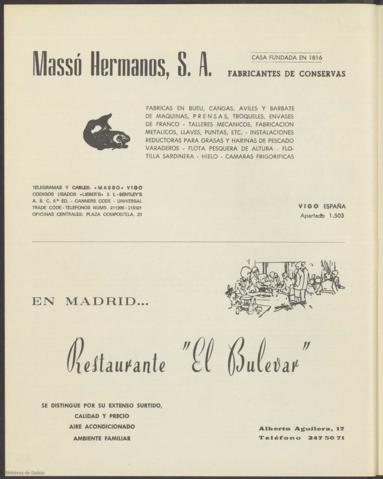 Massó Hermanos, S. A.
CASA FUNDADA EN 1816
FABRICANTES DE CONSERVAS
FABRICAS EN BUEU, CANGAS, AVILES Y BARBATE
DE MAQUINAS, PRENSAS, TROQUELES, ENVASES
DE FRANCO - TALLERES MECANICOS, FABRICACION
METALICOS, LLAVES, PUNTAS, ETC. - INSTALACIONES
REDUCTORAS PARA GRASAS Y HARINAS DE PESCADO
VARADEROS - FLOTA PESQUERA DE ALTURA - FLO-
TILLA SARDINERA - HIELO - CAMARAS FRIGORIFICAS
TELEGRAMAS Y CABLES: «MASSO» VIGO
CODIGOS USADOS «LIEBER'S» 5 L-BENTLEY'S
A. B. C. 6ª ED. - CANNERS CODE - UNIVERSAL
TRADE CODE - TELEFONOS NUMS.
OFICINAS CENTRALES: PLAZA COMPOSTELA,
VIGO ESPAÑA
Apartado 1.503
EN MADRID...
Restaurante "El Bulevar"
SE DISTINGUE POR SU EXTENSO SURTIDO,
CALIDAD Y PRECIO
AIRE ACONDICIONADO
AMBIENTE FAMILIAR
Alberto Aguilera, 17
Teléfono 247 50 71
Biblioteca de Galicia